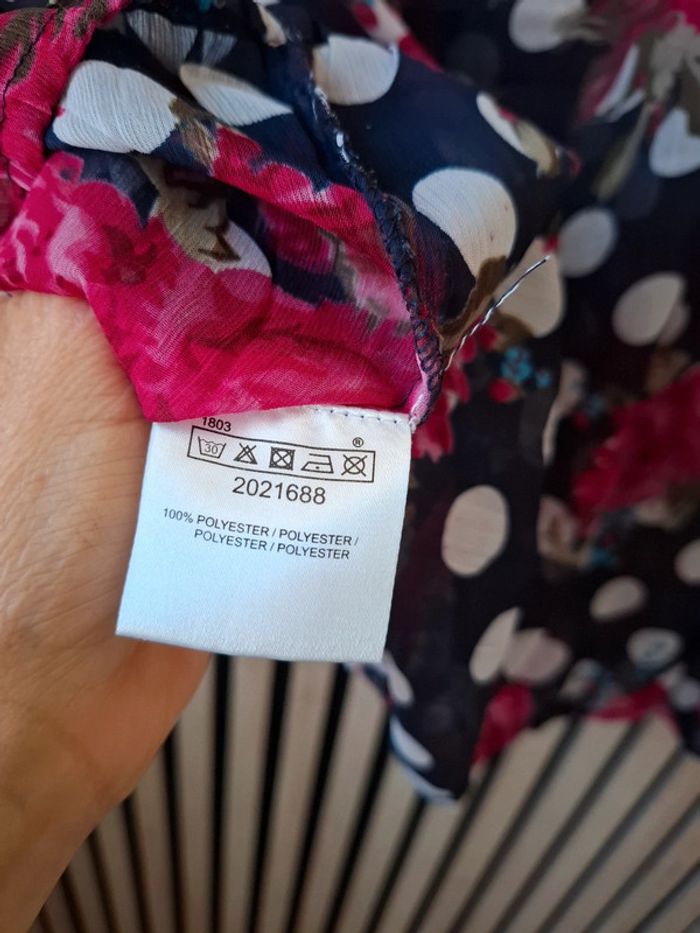 1803
®
30
2021688
100% POLYESTER / POLYESTER /
POLYESTER / POLYESTER